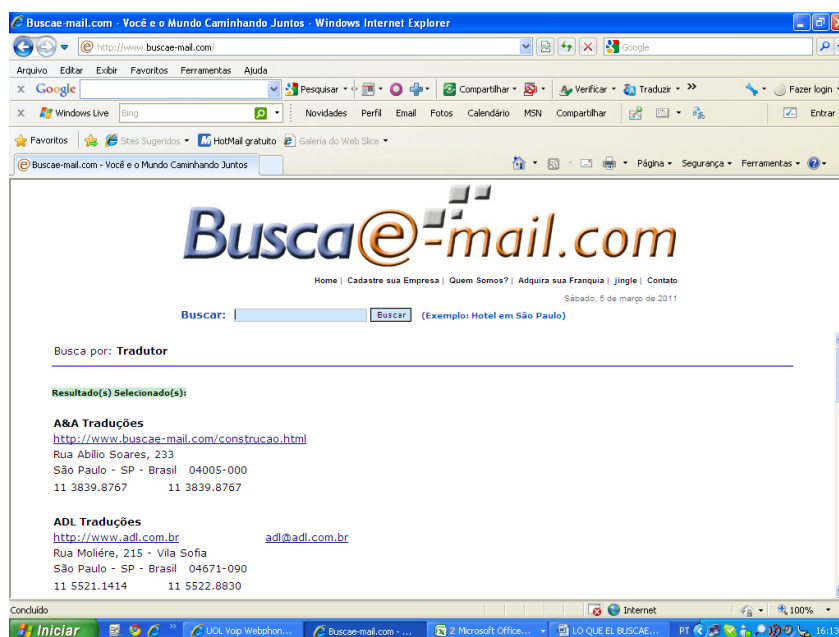 Buscae-mail.com - Você e o Mundo Caminhando Juntos - Windows Internet Explorer
http://www.buscae-mail.com/
Google
Arquivo Editar Exibir Favoritos Ferramentas Ajuda
x Google Pesquisar Compartilhar Verificar Traduzir >> Fazer login
x Windows Live Bing Novidades Perfil Email Fotos Calendário MSN Compartilhar Entrar
Favoritos Sites Sugeridos HotMail gratuito Galeria do Web Slice
Buscae-mail.com - Você e o Mundo Caminhando Juntos Página Segurança Ferramentas
Buscae-mail.com
Home | Cadastre sua Empresa | Quem Somos? | Adquira sua Franquia | jingle | Contato
Sábado, 5 de março de 2011
Buscar: Buscar (Exemplo: Hotel em São Paulo)
Busca por: Tradutor
Resultado(s) Selecionado(s):
A&A Traduções
http://www.buscae-mail.com/construcao.html
Rua Abílio Soares, 233
São Paulo - SP - Brasil 04005-000
11 3839.8767 11 3839.8767
ADL Traduções
http://www.adl.com.br adl@adl.com.br
Rua Moliére, 215 - Vila Sofia
São Paulo - SP - Brasil 04671-090
11 5521.1414 11 5522.8830
Concluído Internet 100%
Iniciar >> UOL Voip Webphon... Buscae-mail.com - ... 2 Microsoft Office... LO QUE EL BUSCAE... PT 16:13